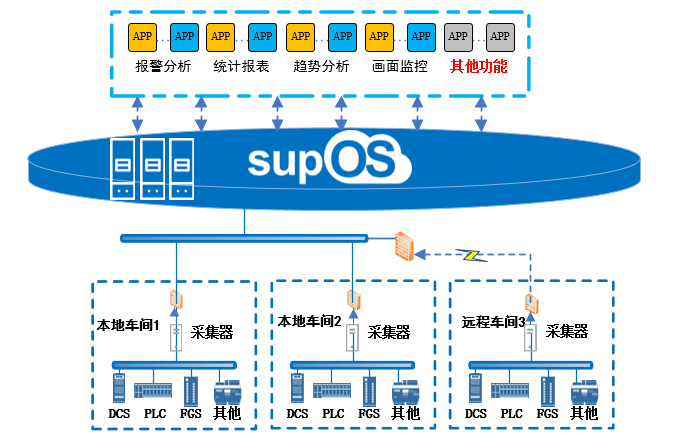 APP APP APP APP APP APP APP APP APP APP
报警分析 统计报表 趋势分析 画面监控 其他功能
supOS
本地车间1 采集器 本地车间2 采集器 远程车间3 采集器
DCS PLC FGS 其他 DCS PLC FGS 其他 DCS PLC FGS 其他